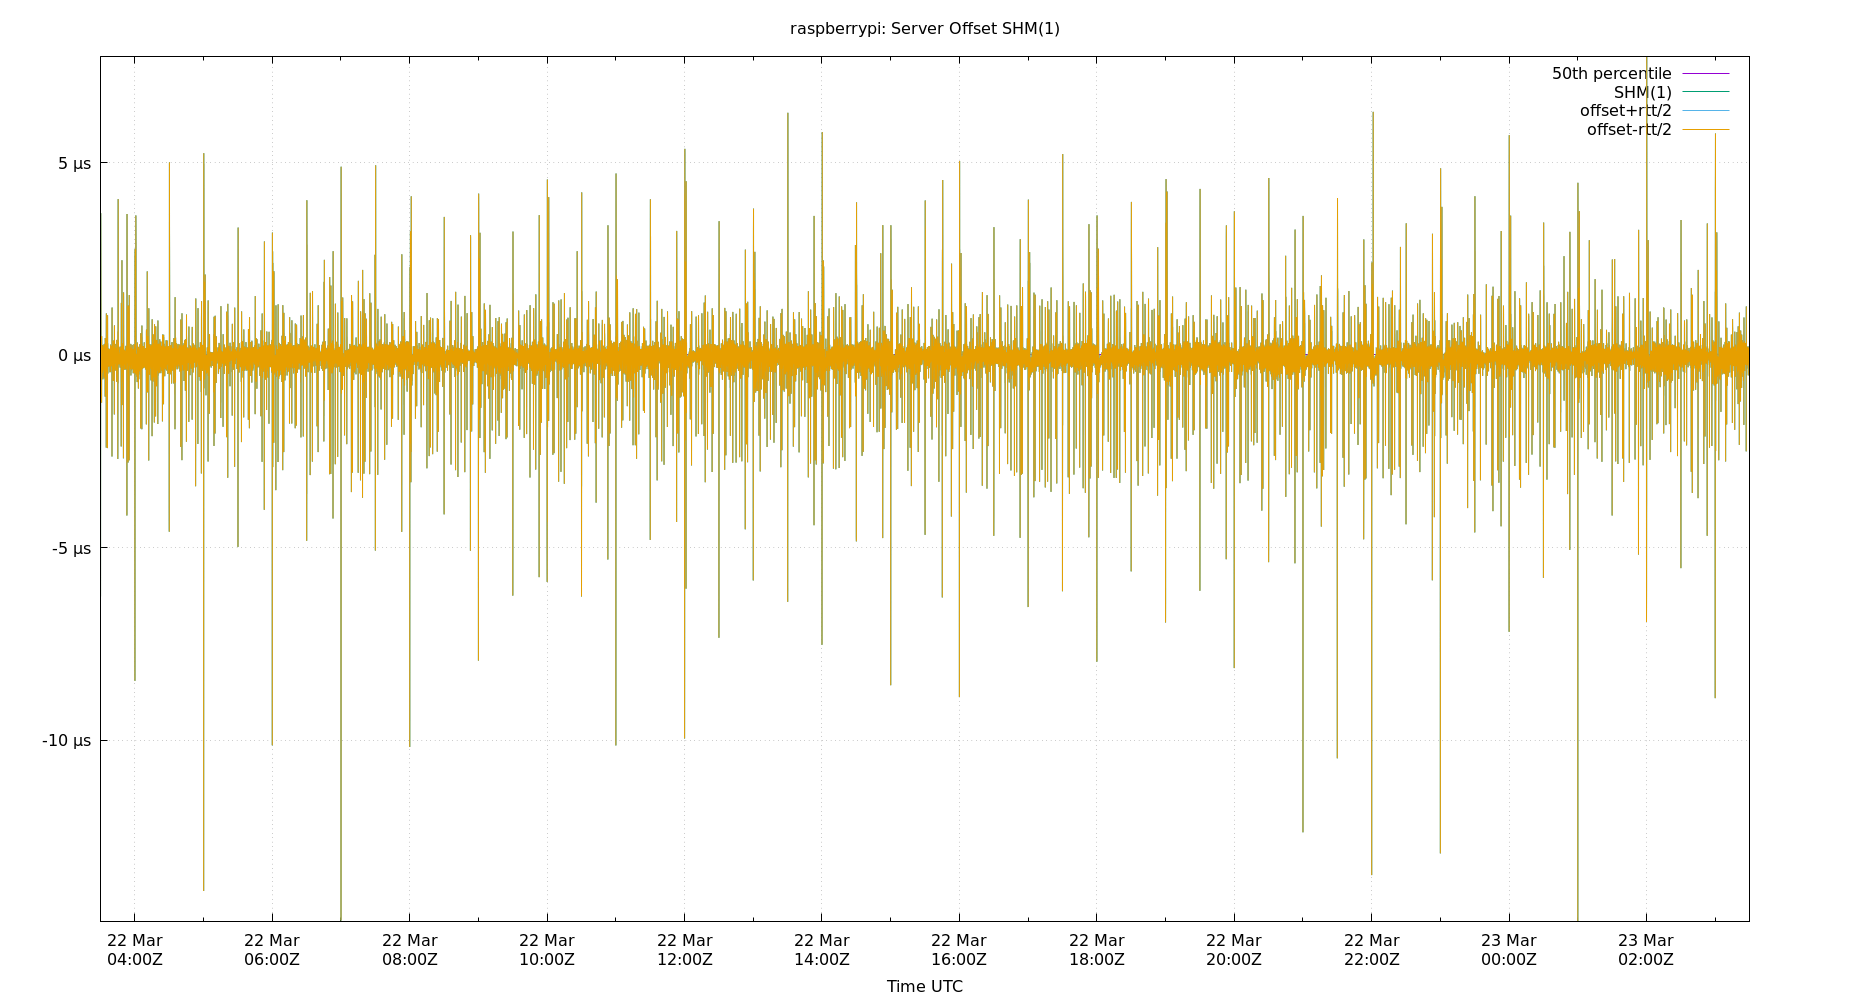 raspberrypi: Server Offset SHM(1)
50th percentile
SHM(1)
offset+rtt/2
offset-rtt/2
5 µs
0 µs
-5 µs
-10 µs
22 Mar 22 Mar 22 Mar 22 Mar 22 Mar 22 Mar 22 Mar 22 Mar 22 Mar 22 Mar 23 Mar 23 Mar
04:00Z 06:00Z 08:00Z 10:00Z 12:00Z 14:00Z 16:00Z 18:00Z 20:00Z 22:00Z 00:00Z 02:00Z
Time UTC